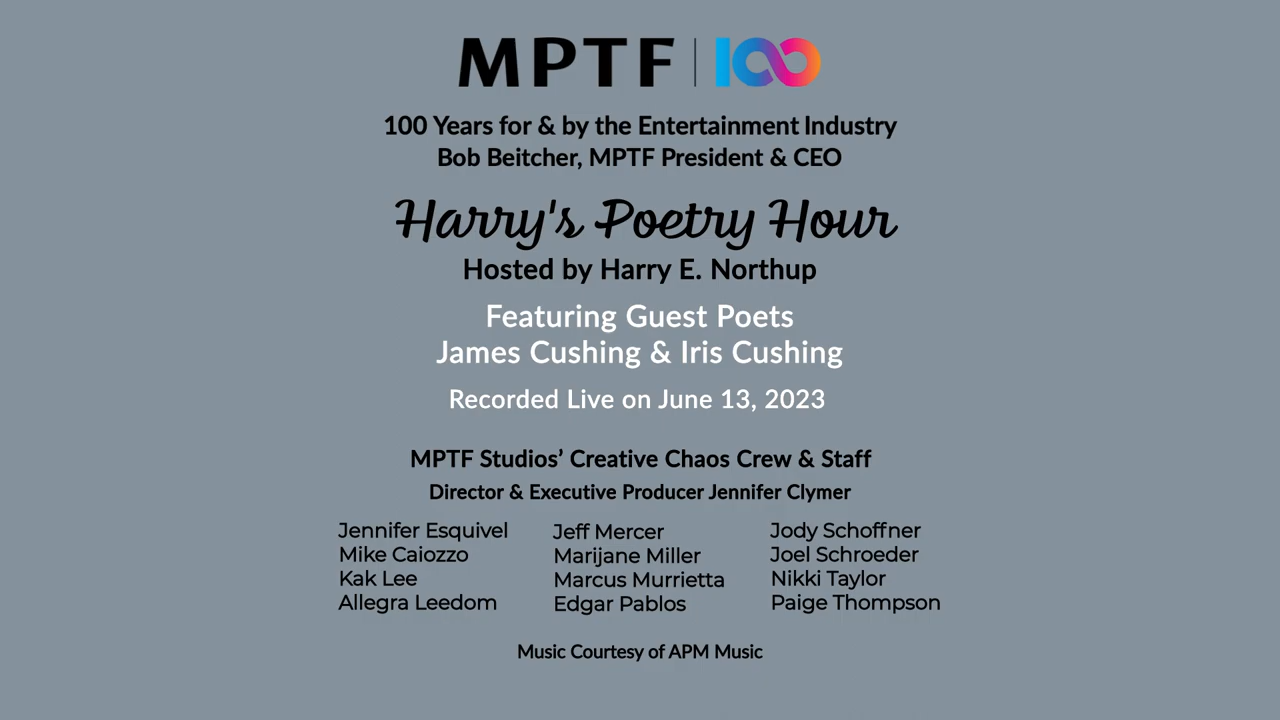 MPTF | 100
100 Years for & by the Entertainment Industry
Bob Beitcher, MPTF President & CEO
Harry's Poetry Hour
Hosted by Harry E. Northup
Featuring Guest Poets
James Cushing & Iris Cushing
Recorded Live on June 13, 2023
MPTF Studios’ Creative Chaos Crew & Staff
Director & Executive Producer Jennifer Clymer
Jennifer Esquivel
Mike Caiozzo
Kak Lee
Allegra Leedom
Jeff Mercer
Marijane Miller
Marcus Murrietta
Edgar Pablos
Jody Schoffner
Joel Schroeder
Nikki Taylor
Paige Thompson
Music Courtesy of APM Music